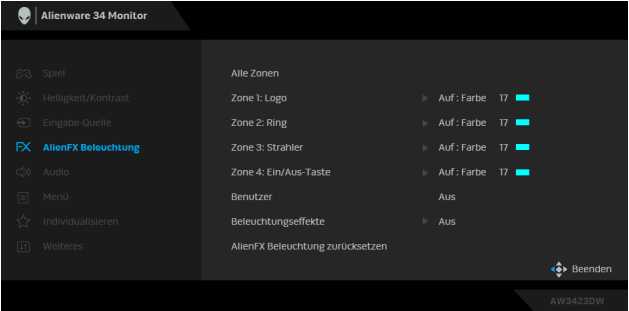 Alienware 34 Monitor
Spiel
Helligkeit/Kontrast
Eingabe-Quelle
FX AlienFX Beleuchtung
Audio
Menü
Individualisieren
Weiteres
Alle Zonen
Zone 1: Logo Auf : Farbe 17
Zone 2: Ring Auf : Farbe 17
Zone 3: Strahler Auf : Farbe 17
Zone 4: Ein/Aus-Taste Auf : Farbe 17
Benutzer Aus
Beleuchtungseffekte Aus
AlienFX Beleuchtung zurücksetzen
Beenden
AW3423DW